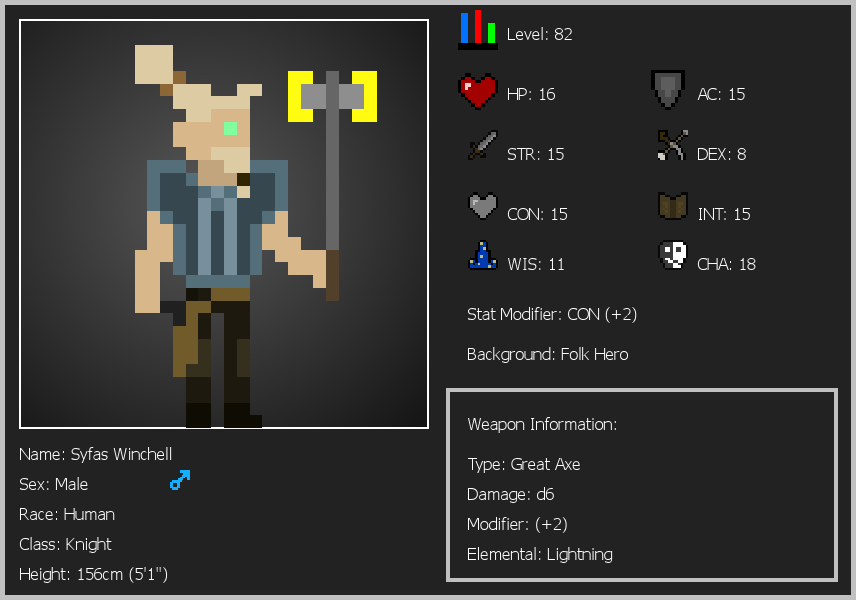 Level: 82
HP: 16
AC: 15
STR: 15
DEX: 8
CON: 15
INT: 15
WIS: 11
CHA: 18
Stat Modifier: CON (+2)
Background: Folk Hero
Weapon Information:
Type: Great Axe
Damage: d6
Modifier: (+2)
Elemental: Lightning
Name: Syfas Winchell
Sex: Male
Race: Human
Class: Knight
Height: 156cm (5'1")